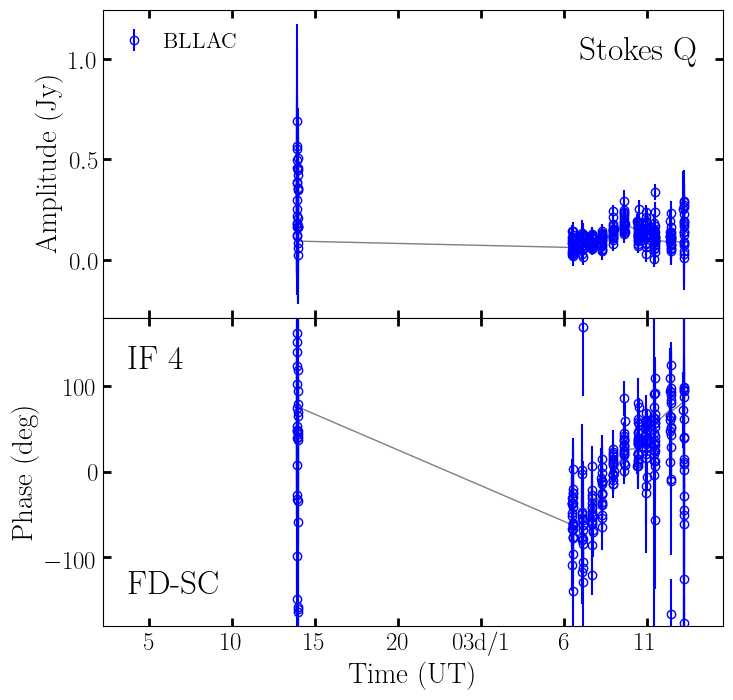 BLLAC
Stokes Q
1.0
0.5
0.0
Amplitude (Jy)
IF 4
100
0
−100
Phase (deg)
FD-SC
5 10 15 20 03d/1 6 11
Time (UT)